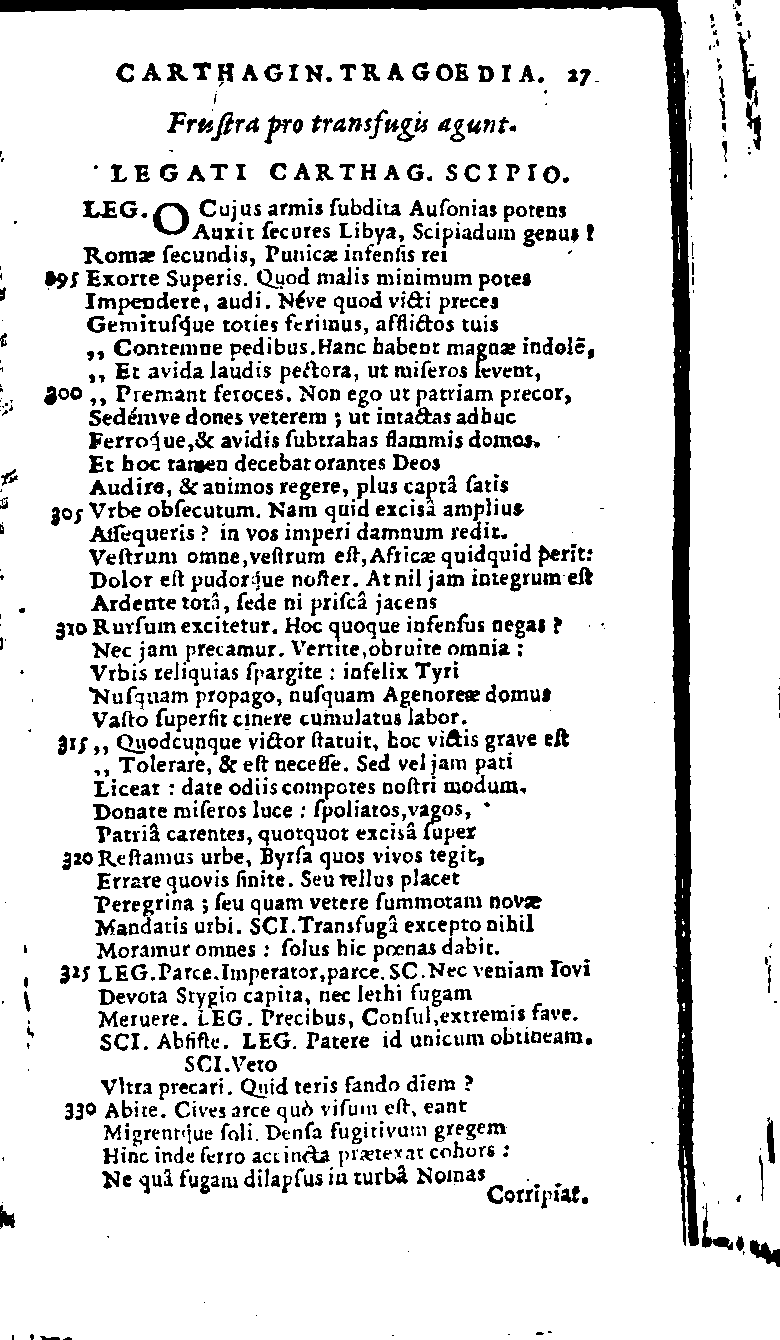 CARTHAGIN. TRAGOEDIA. 27
Frustra pro transfugis agunt.
LEGATI CARTHAG. SCIPIO.
LEG. O Cujus armis ſubdita Auſonias potens
Auxit ſecures Libya, Scipiadum genus!
Romæ ſecundis, Punicæ infenſis rei
295 Exorte Superis. Quod malis minimum potes
Impendere, audi. Néve quod victi preces
Gemituſque toties ferimus, afflictos tuis
,, Contemne pedibus. Hanc habent magnæ indolē,
,, Et avida laudis pectora, ut miſeros levent,
300 ,, Premant feroces. Non ego ut patriam precor,
Sedémve dones veterem ; ut intactas adhuc
Ferroque, & avidis ſubtrahas flammis domos.
Et hoc tamen decebat orantes Deos
Audire, & animos regere, plus captâ ſatis
305 Vrbe obſecutum. Nam quid exciſâ amplius
Aſſequeris ? in vos imperi damnum redit.
Veſtrum omne, veſtrum eſt, Africæ quidquid perit:
Dolor eſt pudorque noſter. At nil jam integrum eſt
Ardente totâ, ſede ni priſcâ jacens
310 Rurſum excitetur. Hoc quoque infenſus negas ?
Nec jam precamur. Vertite, obruite omnia :
Vrbis reliquias ſpargite : infelix Tyri
Nuſquam propago, nuſquam Agenoreæ domus
Vaſto ſuperſit cinere cumulatus labor.
315 ,, Quodcunque victor ſtatuit, hoc victis grave eſt
,, Tolerare, & eſt neceſſe. Sed vel jam pati
Liceat : date odiis compotes noſtri modum.
Donate miſeros luce : ſpoliatos, vagos,
Patriâ carentes, quotquot exciſâ ſuper
320 Reſtamus urbe, Byrſa quos vivos tegit,
Errare quovis ſinite. Seu tellus placet
Peregrina ; ſeu quam vetere ſummotam novæ
Mandatis urbi. SCI. Transfugâ excepto nihil
Moramur omnes : ſolus hic pœnas dabit.
325 LEG. Parce. Imperator, parce. SC. Nec veniam Iovi
Devota Stygio capita, nec lethi fugam
Meruere. LEG. Precibus, Conſul, extremis fave.
SCI. Abſiſte. LEG. Patere id unicum obtineam.
SCI. Veto
Vltra precari. Quid teris fando diem ?
330 Abite. Cives arce quò viſum eſt, eant
Migrentque ſoli. Denſa fugitivum gregem
Hinc inde ferro accincta prætexat cohors :
Ne quâ fugam dilapſus in turbâ Nomas
Corripiat.